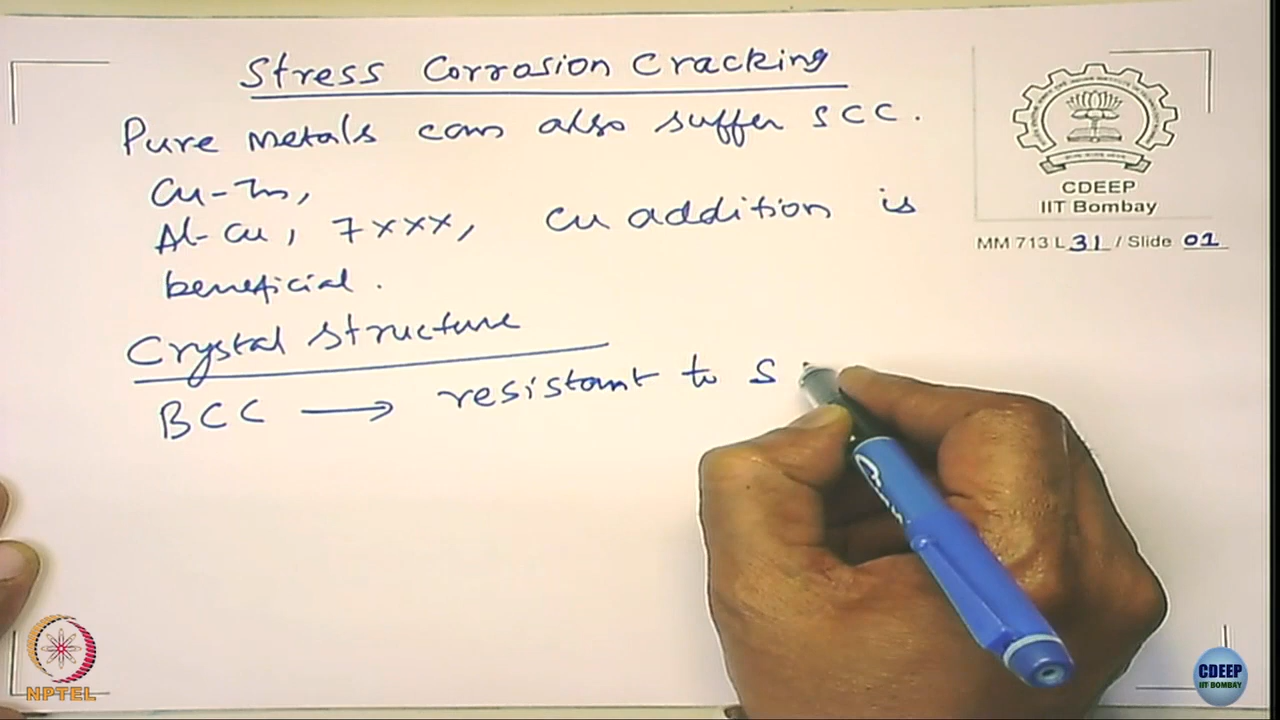 Stress Corrosion Cracking
Pure metals can also suffer SCC.
Cu-Zn,
Al-Cu, 7xxx, Cu addition is
beneficial.
Crystal structure
BCC → resistant to S
CDEEP
IIT Bombay
MM 713 L 31 / Slide 01
NPTEL
CDEEP
IIT BOMBAY